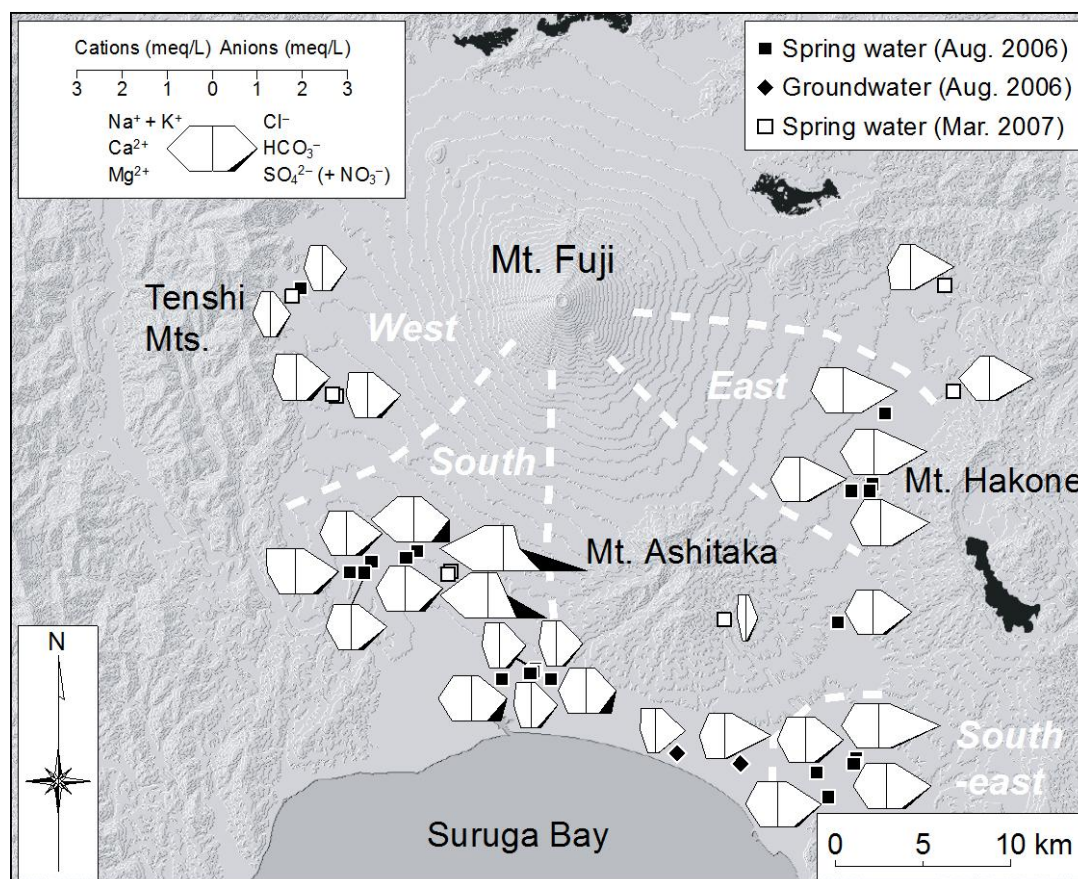 Cations (meq/L) Anions (meq/L)
3 2 1 0 1 2 3
Na⁺ + K⁺ Cl⁻
Ca²⁺ HCO₃⁻
Mg²⁺ SO₄²⁻ (+ NO₃⁻)
Spring water (Aug. 2006)
Groundwater (Aug. 2006)
Spring water (Mar. 2007)
Mt. Fuji
Tenshi
Mts.
West
East
South
Mt. Hakone
Mt. Ashitaka
N
South
-east
Suruga Bay
0 5 10 km